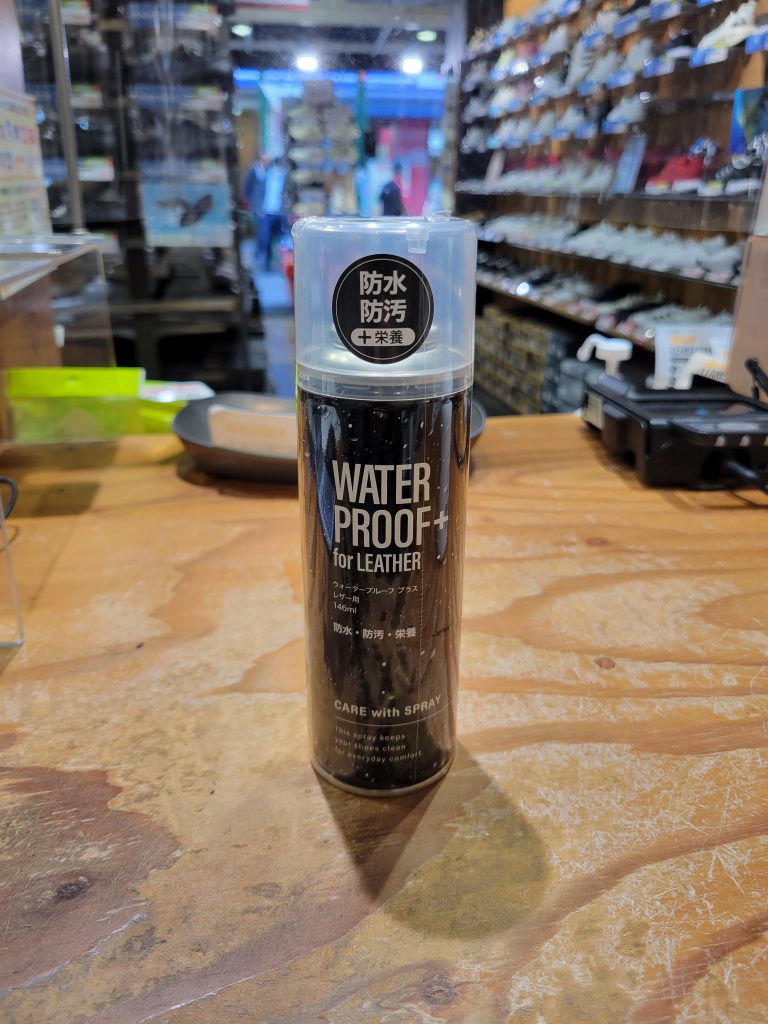 防水
防汚
+栄養
WATER
PROOF+
for LEATHER
ウォータープルーフ プラス
レザー用
146ml
防水・防汚・栄養
CARE with SPRAY
This spray keeps
your shoes clean
for everyday comfort